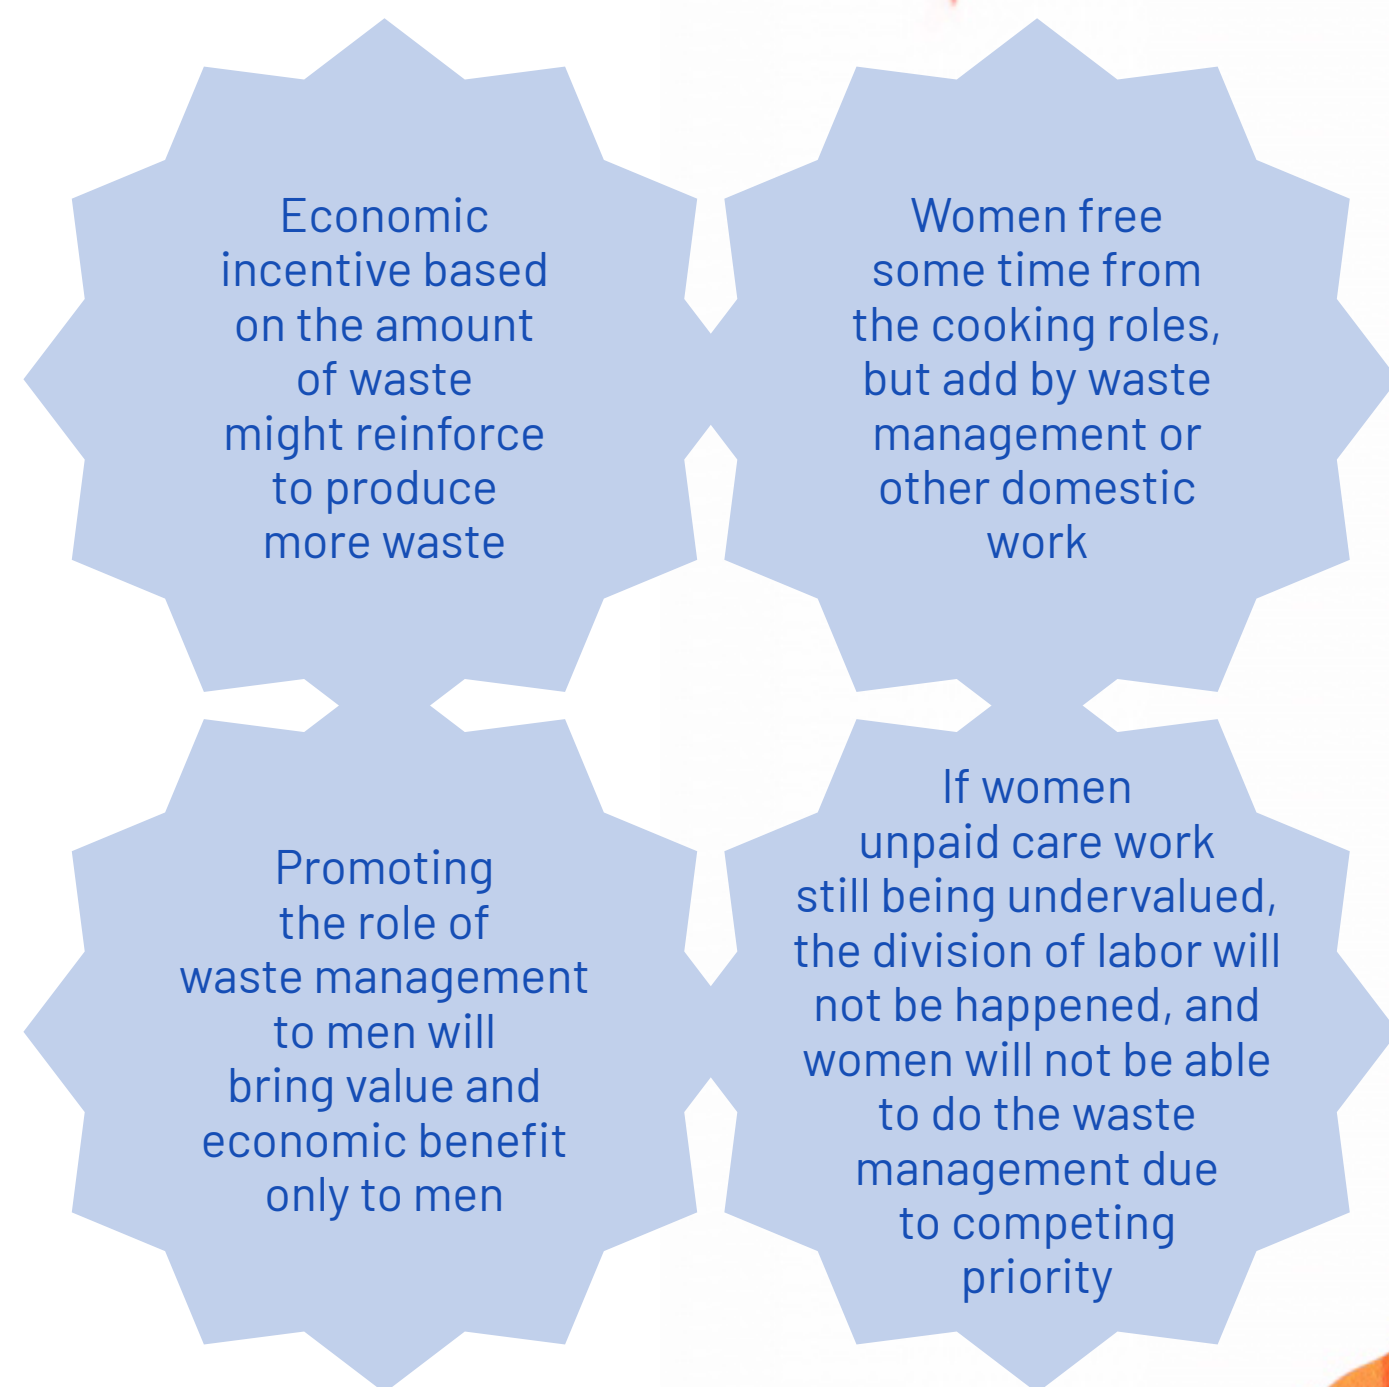 Economic
incentive based
on the amount
of waste
might reinforce
to produce
more waste
Women free
some time from
the cooking roles,
but add by waste
management or
other domestic
work
Promoting
the role of
waste management
to men will
bring value and
economic benefit
only to men
If women
unpaid care work
still being undervalued,
the division of labor will
not be happened, and
women will not be able
to do the waste
management due
to competing
priority